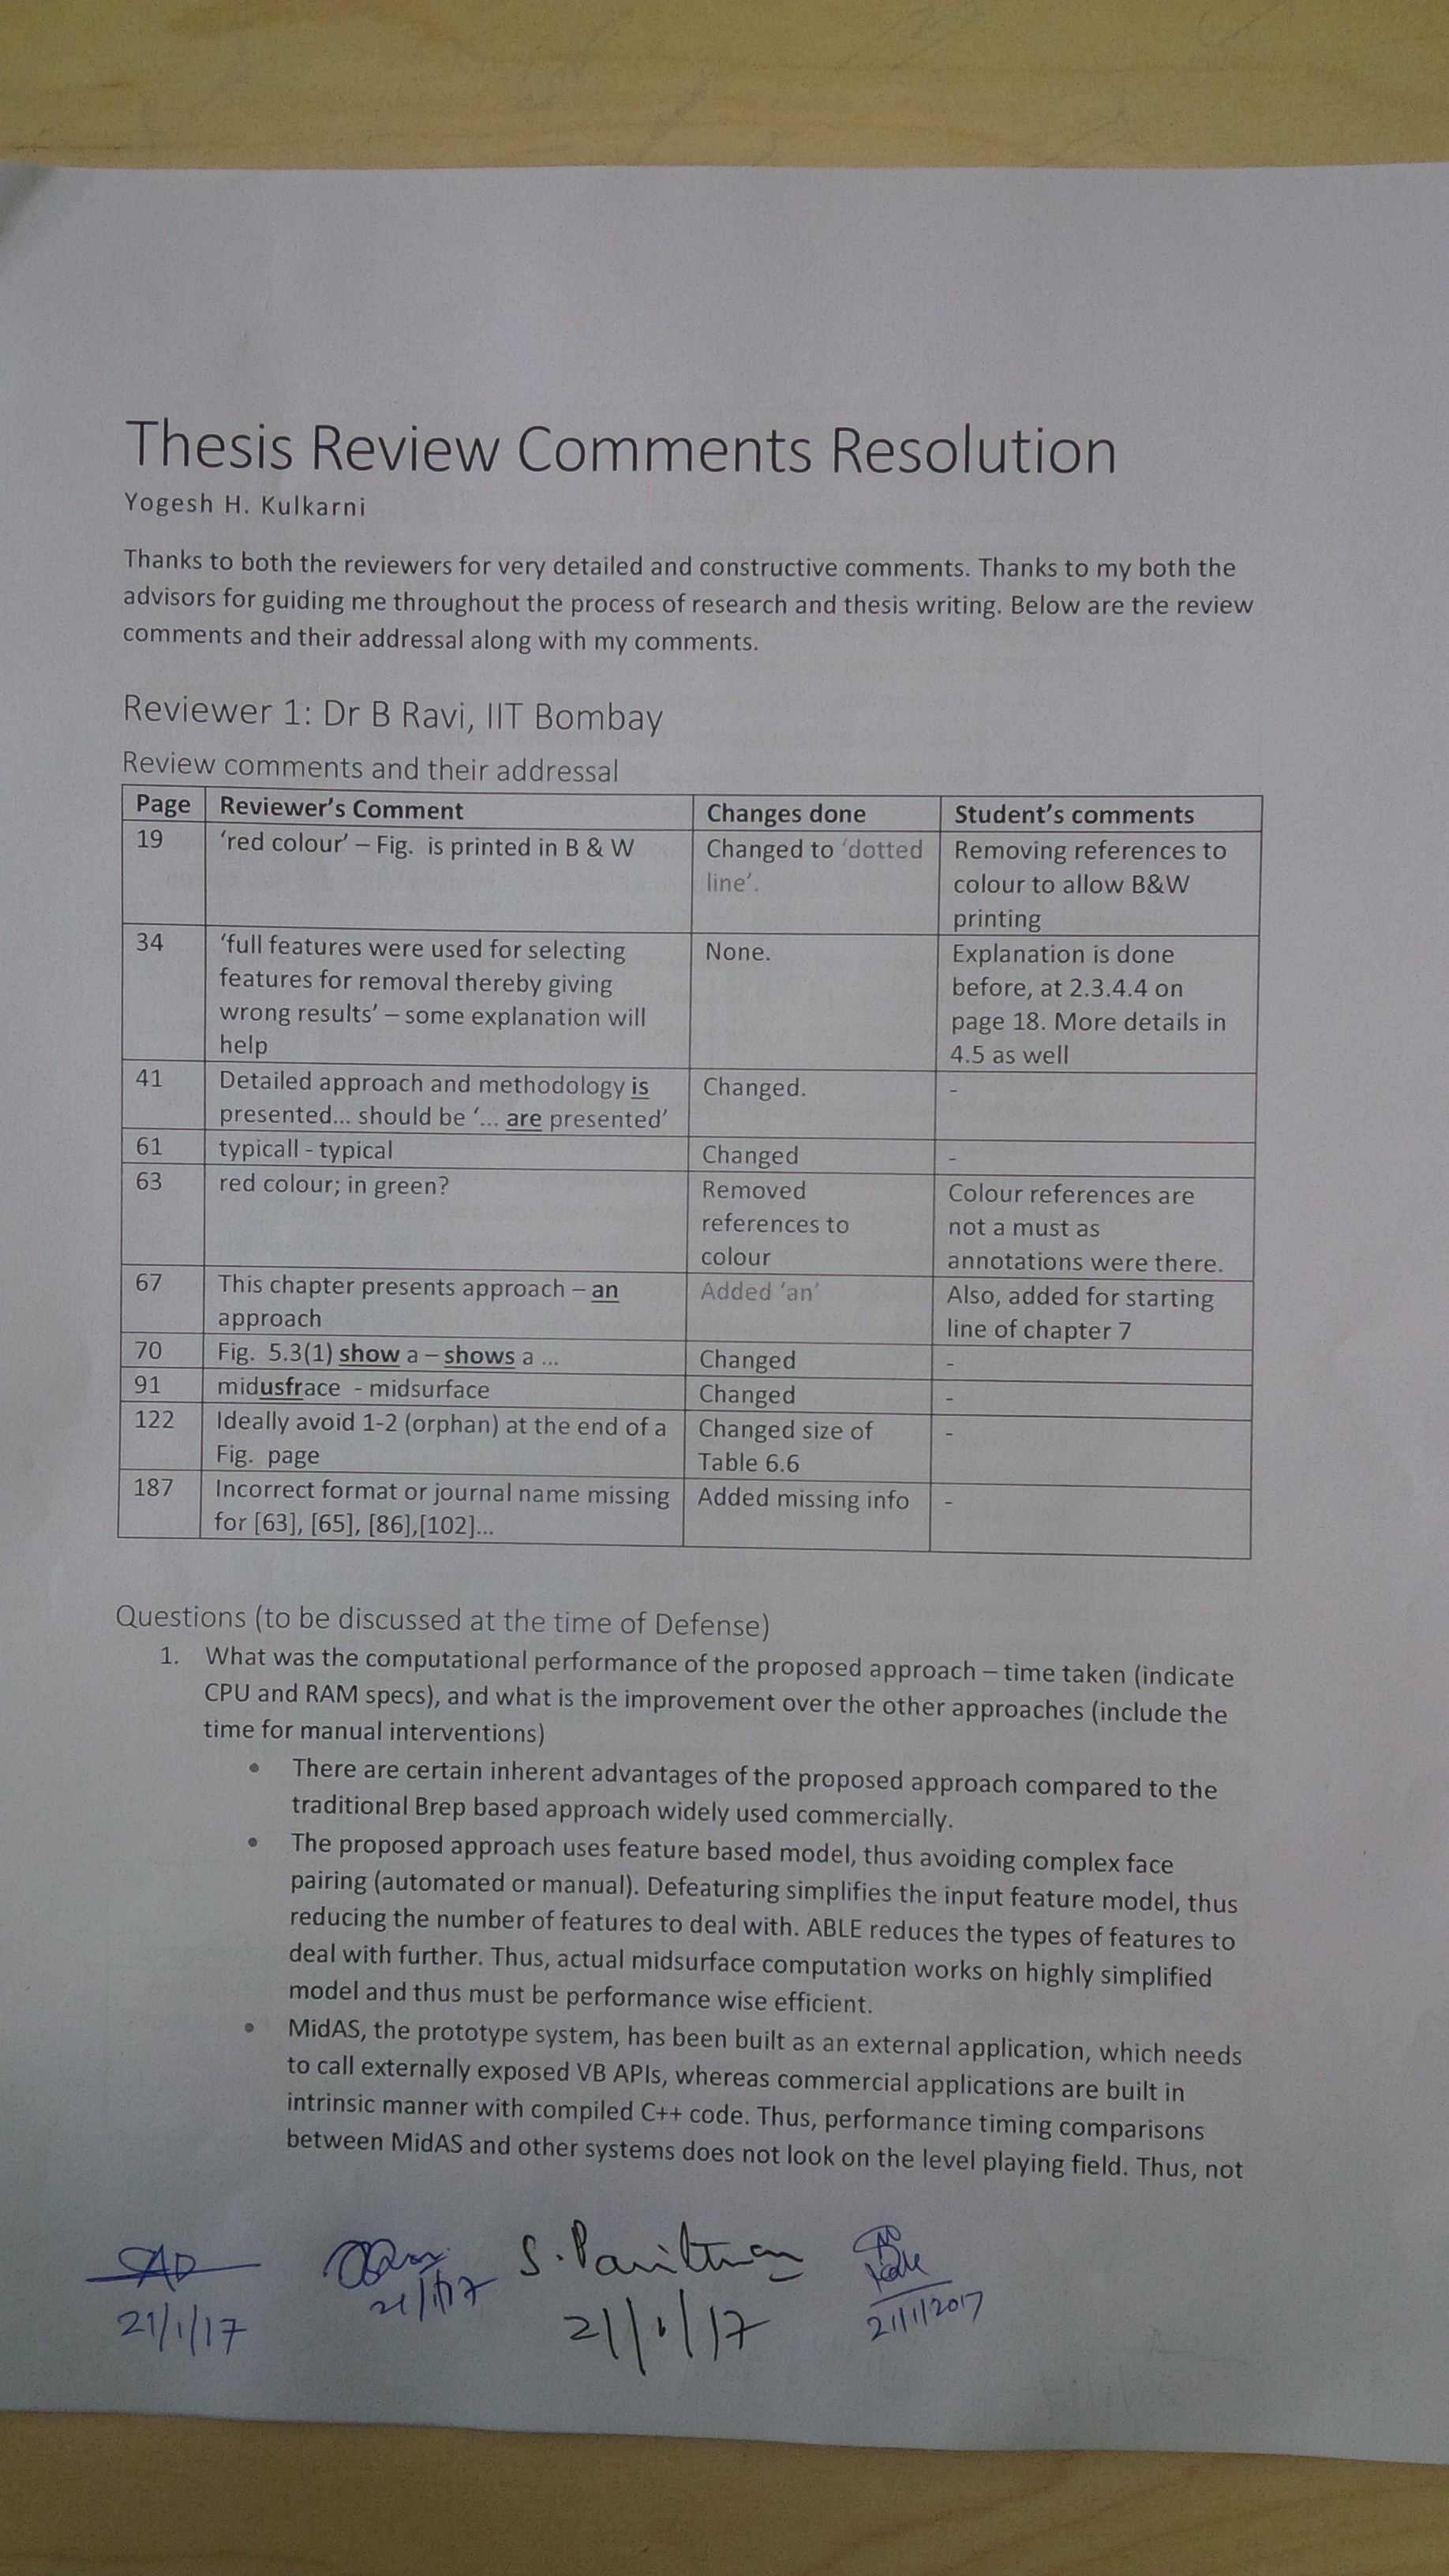 Thesis Review Comments Resolution
Yogesh H. Kulkarni
Thanks to both the reviewers for very detailed and constructive comments. Thanks to my both the
advisors for guiding me throughout the process of research and thesis writing. Below are the review
comments and their addressal along with my comments.
Reviewer 1: Dr B Ravi, IIT Bombay
Review comments and their addressal
Page Reviewer's Comment Changes done Student's comments
19 'red colour' – Fig. is printed in B & W Changed to 'dotted Removing references to
line'. colour to allow B&W
printing
34 'full features were used for selecting None. Explanation is done
features for removal thereby giving before, at 2.3.4.4 on
wrong results' – some explanation will page 18. More details in
help 4.5 as well
41 Detailed approach and methodology is Changed. -
presented... should be '... are presented'
61 typicall - typical Changed -
63 red colour; in green? Removed Colour references are
references to not a must as
colour annotations were there.
67 This chapter presents approach – an Added 'an' Also, added for starting
approach line of chapter 7
70 Fig. 5.3(1) show a – shows a ... Changed -
91 midusfrace - midsurface Changed -
122 Ideally avoid 1-2 (orphan) at the end of a Changed size of -
Fig. page Table 6.6
187 Incorrect format or journal name missing Added missing info -
for [63], [65], [86],[102]...
Questions (to be discussed at the time of Defense)
1. What was the computational performance of the proposed approach – time taken (indicate
CPU and RAM specs), and what is the improvement over the other approaches (include the
time for manual interventions)
• There are certain inherent advantages of the proposed approach compared to the
traditional Brep based approach widely used commercially.
• The proposed approach uses feature based model, thus avoiding complex face
pairing (automated or manual). Defeaturing simplifies the input feature model, thus
reducing the number of features to deal with. ABLE reduces the types of features to
deal with further. Thus, actual midsurface computation works on highly simplified
model and thus must be performance wise efficient.
• MidAS, the prototype system, has been built as an external application, which needs
to call externally exposed VB APIs, whereas commercial applications are built in
intrinsic manner with compiled C++ code. Thus, performance timing comparisons
between MidAS and other systems does not look on the level playing field. Thus, not
21/1/17 21/1/17 21/1/17 21/1/2017